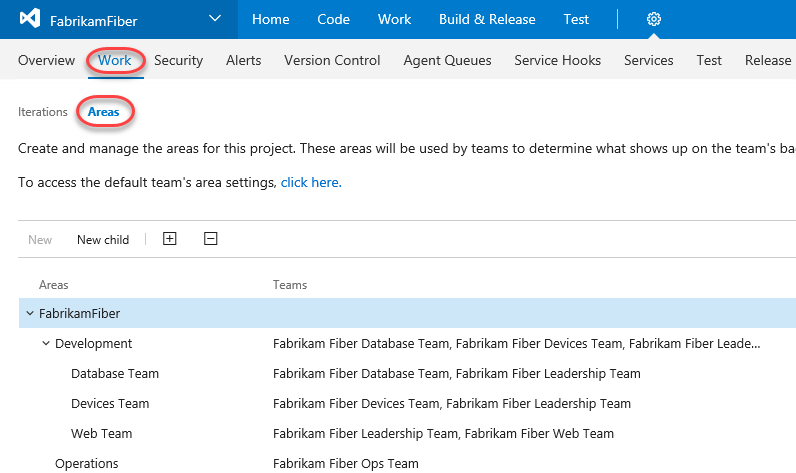 FabrikamFiber Home Code Work Build & Release Test
Overview Work Security Alerts Version Control Agent Queues Service Hooks Services Test Release
Iterations Areas
Create and manage the areas for this project. These areas will be used by teams to determine what shows up on the team's ba
To access the default team's area settings, click here.
New New child
Areas Teams
FabrikamFiber
Development Fabrikam Fiber Database Team, Fabrikam Fiber Devices Team, Fabrikam Fiber Leade...
Database Team Fabrikam Fiber Database Team, Fabrikam Fiber Leadership Team
Devices Team Fabrikam Fiber Devices Team, Fabrikam Fiber Leadership Team
Web Team Fabrikam Fiber Leadership Team, Fabrikam Fiber Web Team
Operations Fabrikam Fiber Ops Team